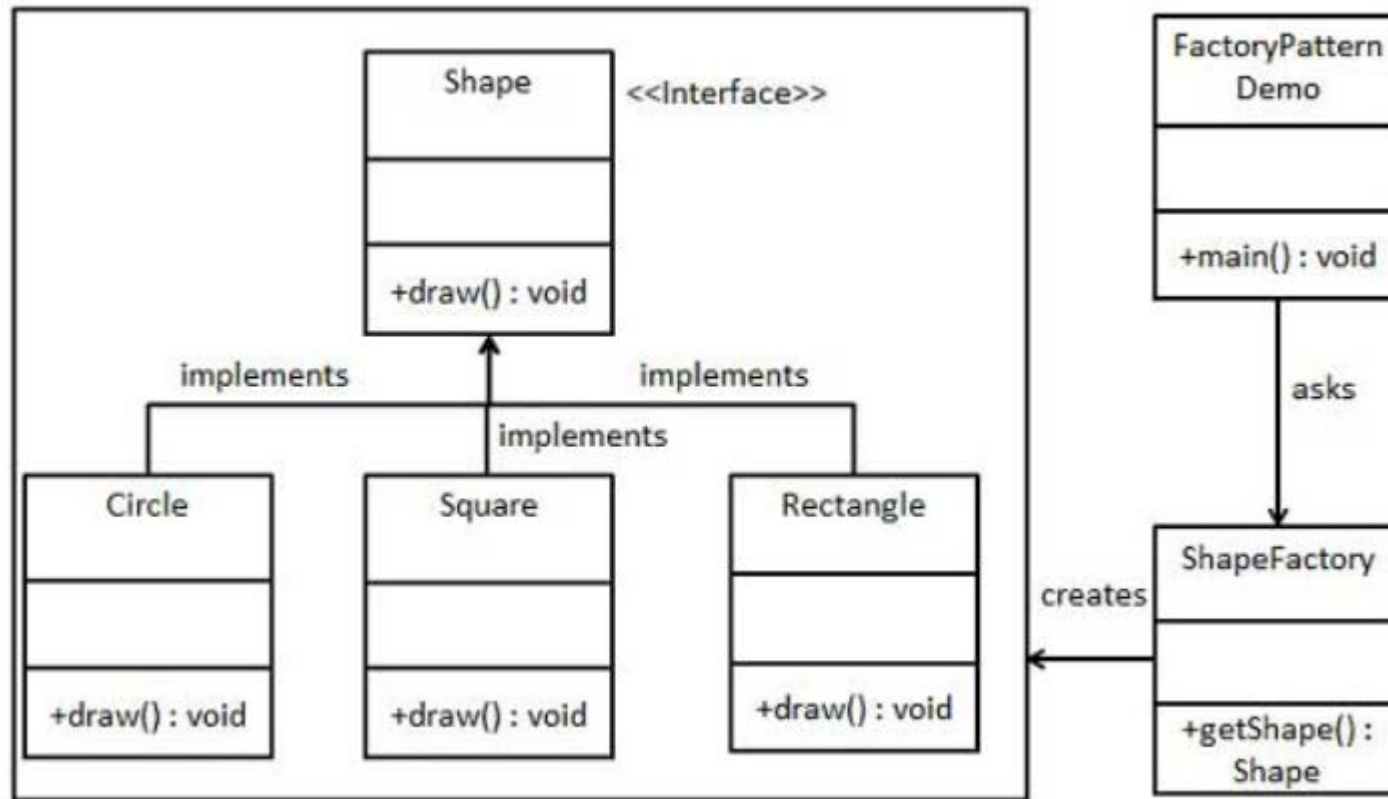 Shape
<<Interface>>
+draw() : void
implements
implements
implements
Circle
+draw() : void
Square
+draw() : void
Rectangle
+draw() : void
FactoryPattern
Demo
+main() : void
asks
ShapeFactory
+getShape() :
Shape
creates